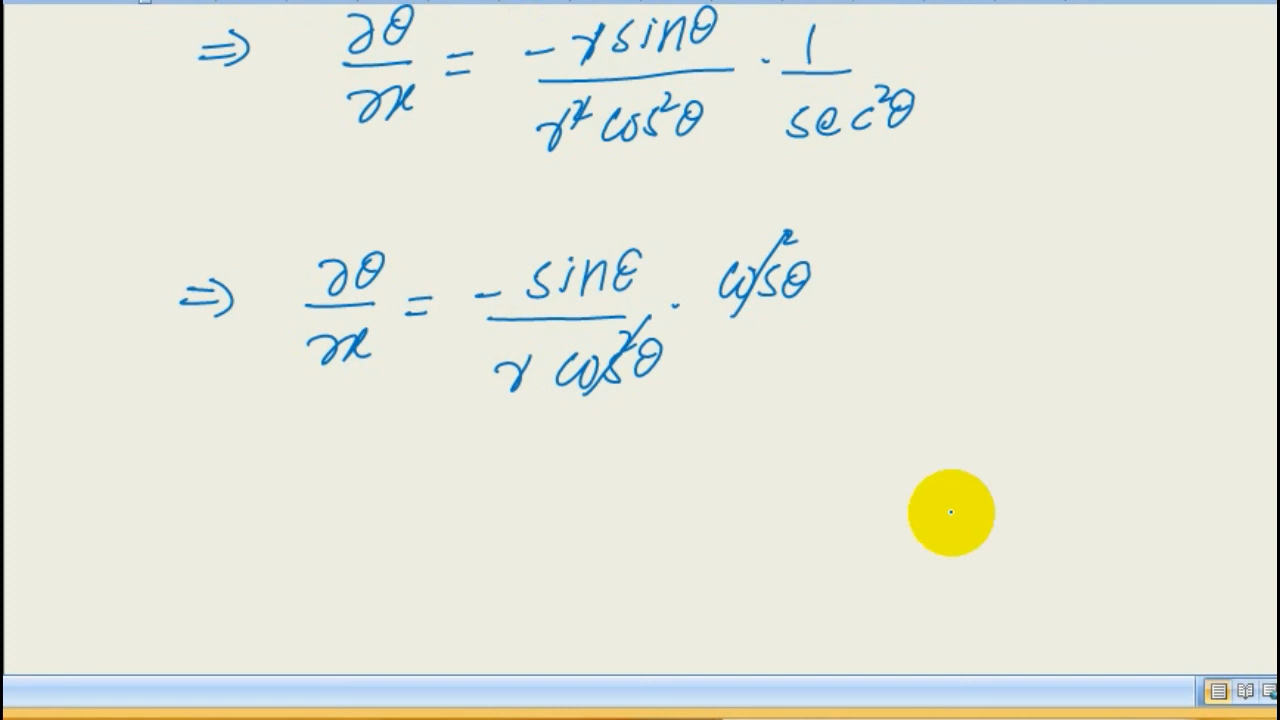 ⇒ ∂θ/∂x = -r sinθ / r² cos²θ · 1 / sec²θ
⇒ ∂θ/∂x = - sinθ / r cos²θ · cos²θ